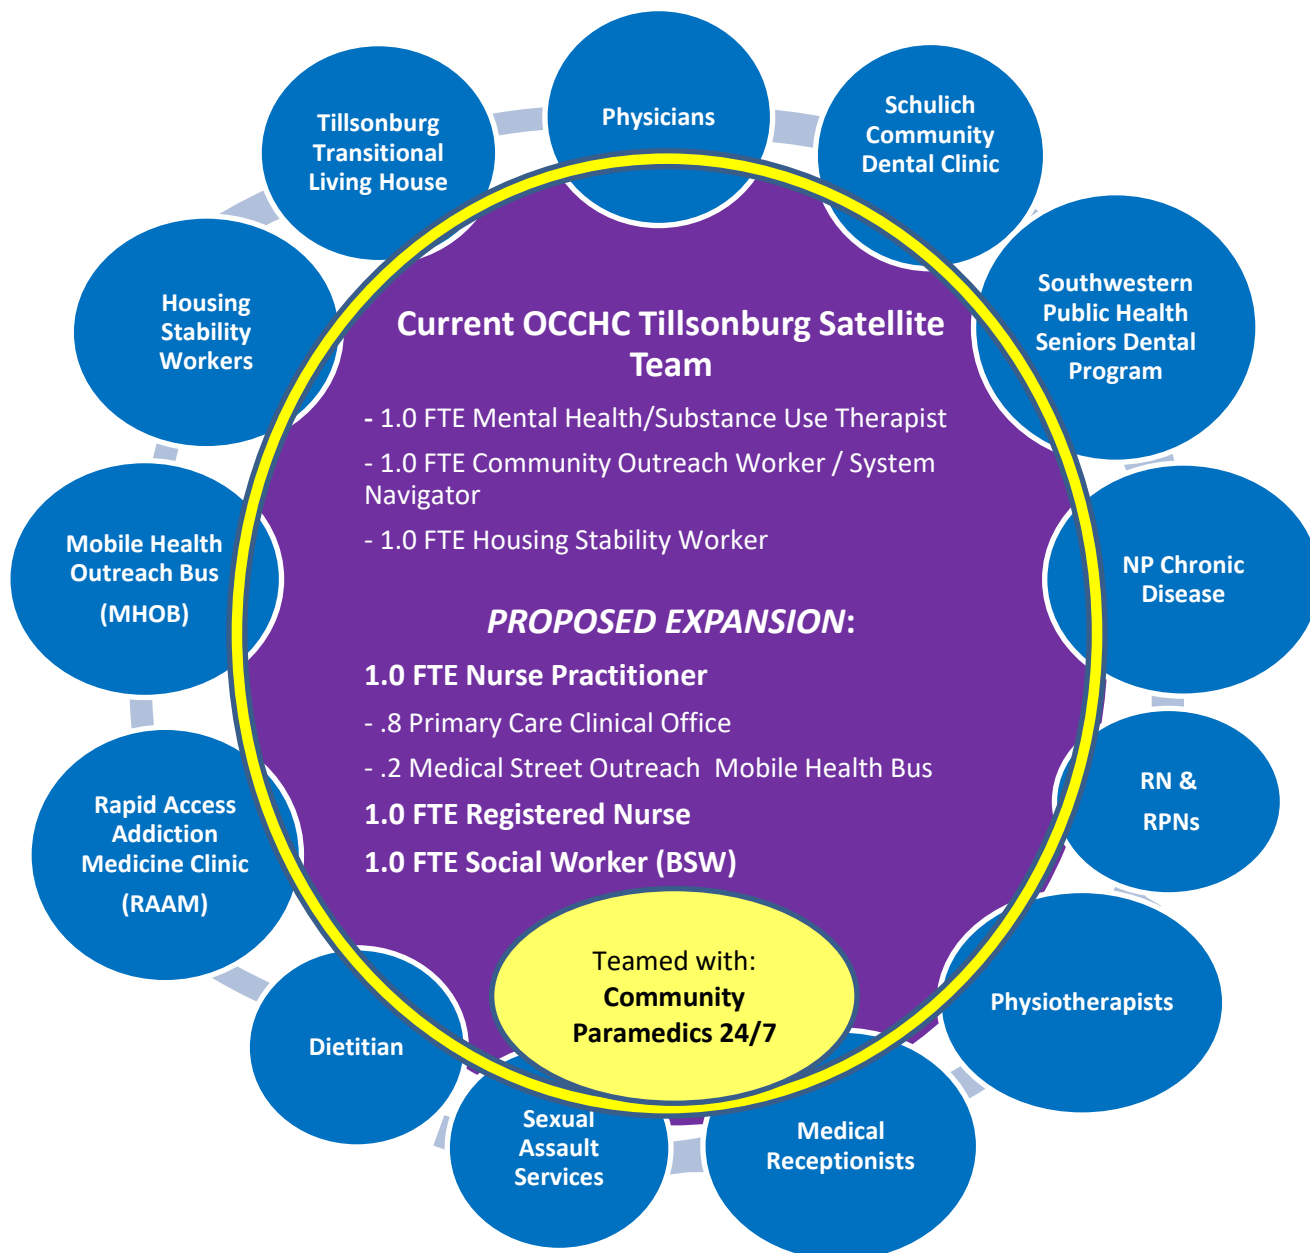 Physicians
Schulich
Community
Dental Clinic
Southwestern
Public Health
Seniors Dental
Program
NP Chronic
Disease
RN &
RPNs
Physiotherapists
Medical
Receptionists
Sexual
Assault
Services
Dietitian
Rapid Access
Addiction
Medicine Clinic
(RAAM)
Mobile Health
Outreach Bus
(MHOB)
Housing
Stability
Workers
Tillsonburg
Transitional
Living House
Current OCCHC Tillsonburg Satellite
Team
- 1.0 FTE Mental Health/Substance Use Therapist
- 1.0 FTE Community Outreach Worker / System
Navigator
- 1.0 FTE Housing Stability Worker
PROPOSED EXPANSION:
1.0 FTE Nurse Practitioner
- .8 Primary Care Clinical Office
- .2 Medical Street Outreach  Mobile Health Bus
1.0 FTE Registered Nurse
1.0 FTE Social Worker (BSW)
Teamed with:
Community
Paramedics 24/7